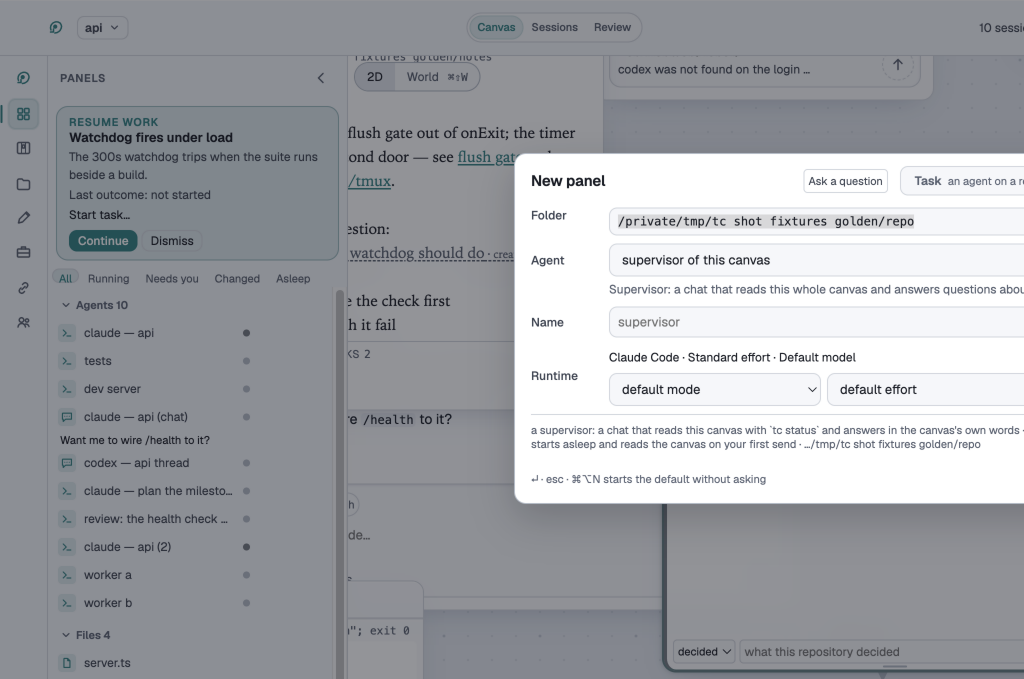 api
Canvas
Sessions
Review
10 sessio
PANELS
RESUME WORK
Watchdog fires under load
The 300s watchdog trips when the suite runs
beside a build.
Last outcome: not started
Start task…
Continue
Dismiss
All
Running
Needs you
Changed
Asleep
Agents 10
claude — api
tests
dev server
claude — api (chat)
Want me to wire /health to it?
codex — api thread
claude — plan the milesto…
review: the health check …
claude — api (2)
worker a
worker b
Files 4
server.ts
fixtures golden/notes
2D
World ⌘⇧W
flush gate out of onExit; the timer
ond door — see flush gat
/tmux.
estion:
watchdog should do · crea
e the check first
h it fail
KS 2
re /health to it?
h
de…
"; exit 0
codex was not found on the login …
New panel
Ask a question
Task an agent on a r
Folder
/private/tmp/tc shot fixtures golden/repo
Agent
supervisor of this canvas
Supervisor: a chat that reads this whole canvas and answers questions abou
Name
supervisor
Claude Code · Standard effort · Default model
Runtime
default mode
default effort
a supervisor: a chat that reads this canvas with `tc status` and answers in the canvas's own words ·
starts asleep and reads the canvas on your first send · …/tmp/tc shot fixtures golden/repo
↵ · esc · ⌘⌥N starts the default without asking
decided
what this repository decided